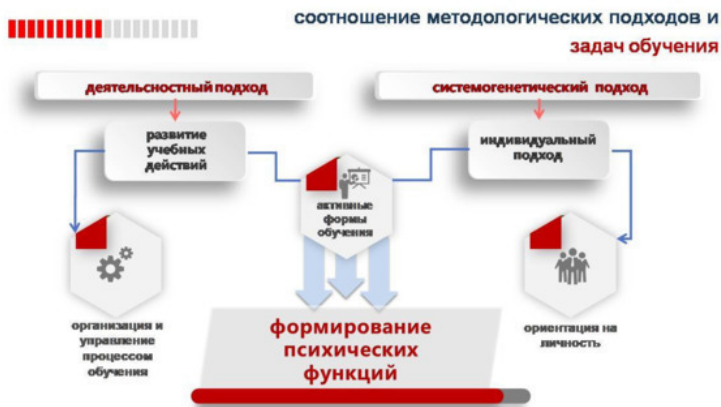 соотношение методологических подходов и
задач обучения
деятельсностный подход
системогенетический подход
развитие
учебных
действий
индивидуальный
подход
активные
формы
обучения
организация и
управление
процессом
обучения
формирование
психических
функций
ориентация на
личность